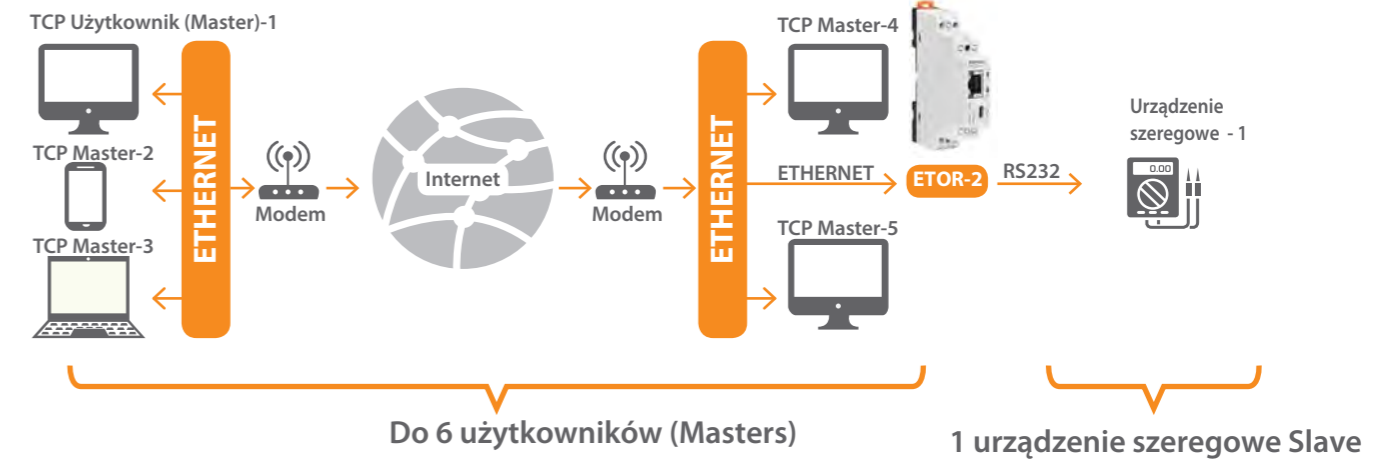 TCP Użytkownik (Master)-1
TCP Master-2
TCP Master-3
ETHERNET
Modem
Internet
Modem
ETHERNET
TCP Master-4
ETHERNET
ETOR-2
RS232
TCP Master-5
Urządzenie
szeregowe - 1
0.00
Do 6 użytkowników (Masters)
1 urządzenie szeregowe Slave